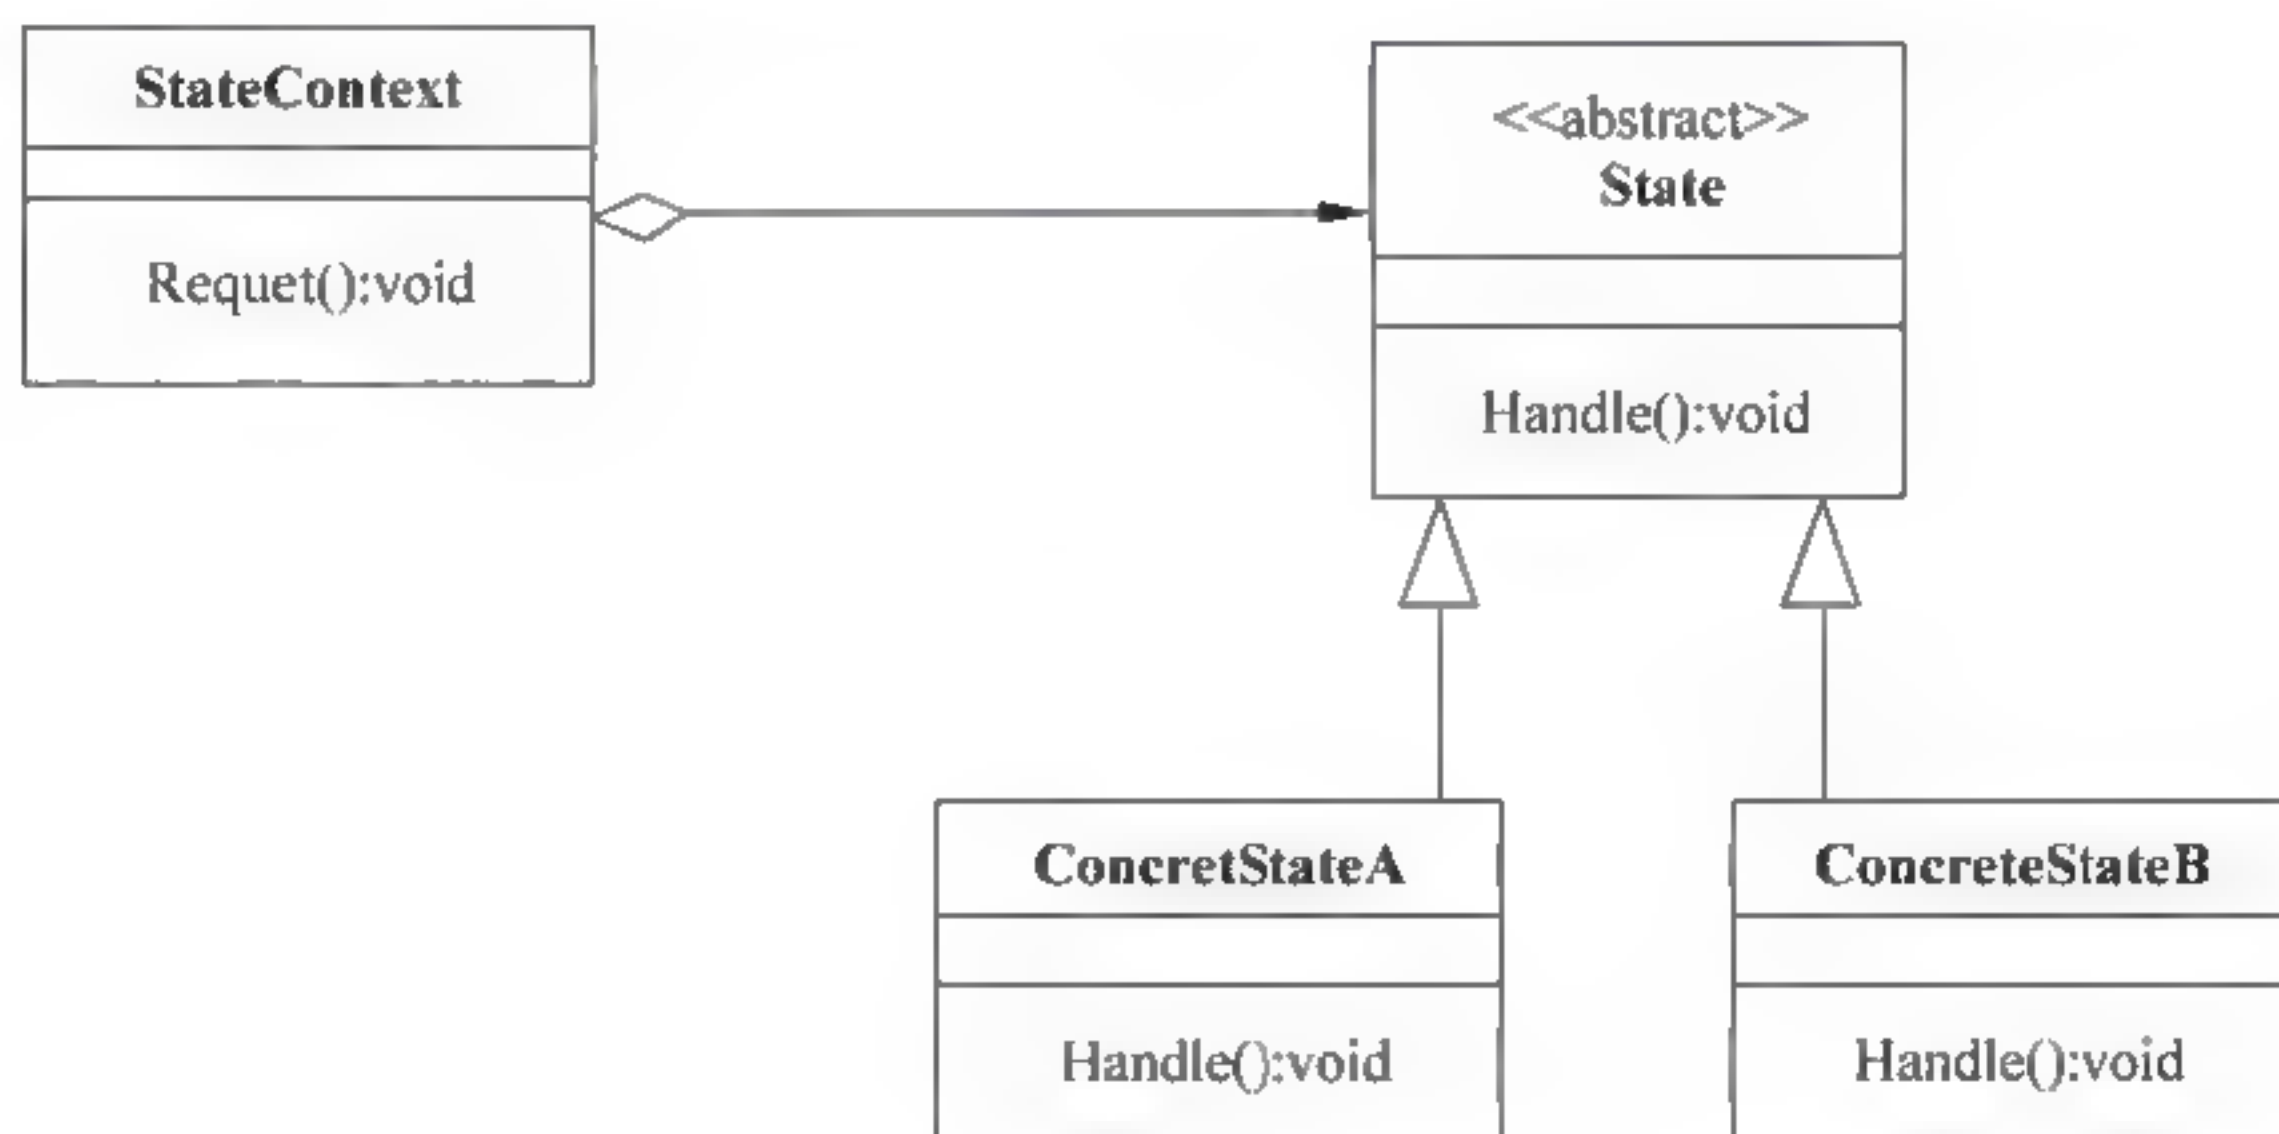 StateContext
Requet():void
<<abstract>>
State
Handle():void
ConcretStateA
Handle():void
ConcreteStateB
Handle():void